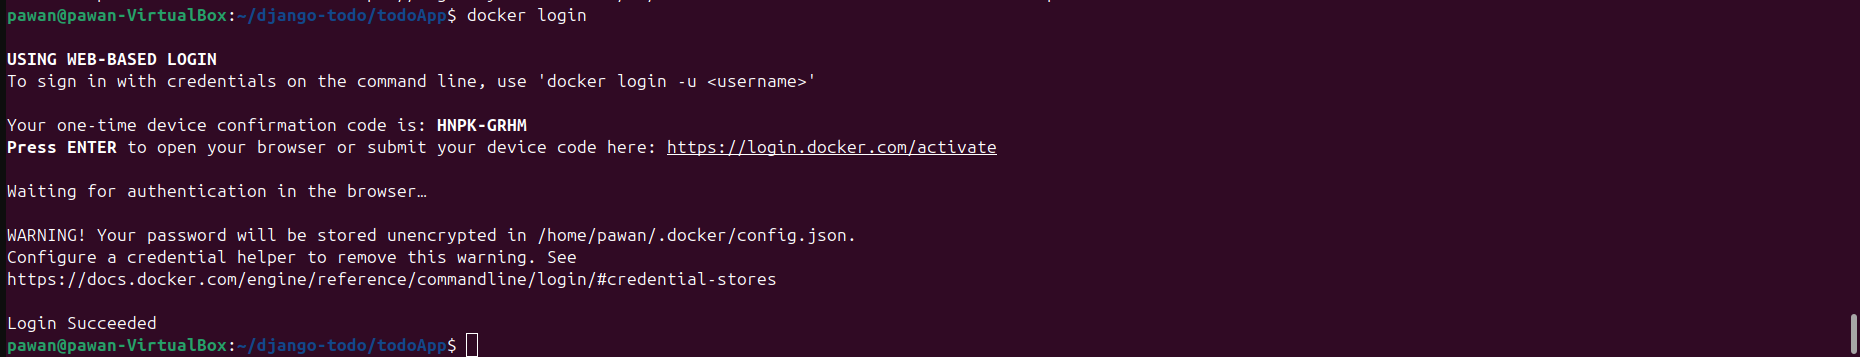 pawan@pawan-VirtualBox:~/django-todo/todoApp$ docker login
USING WEB-BASED LOGIN
To sign in with credentials on the command line, use 'docker login -u <username>'
Your one-time device confirmation code is: HNPK-GRHM
Press ENTER to open your browser or submit your device code here: https://login.docker.com/activate
Waiting for authentication in the browser…
WARNING! Your password will be stored unencrypted in /home/pawan/.docker/config.json.
Configure a credential helper to remove this warning. See
https://docs.docker.com/engine/reference/commandline/login/#credential-stores
Login Succeeded
pawan@pawan-VirtualBox:~/django-todo/todoApp$